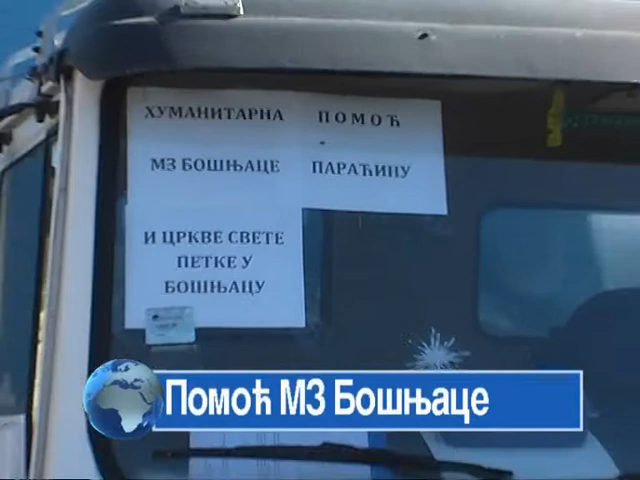 ХУМАНИТАРНА ПОМОЋ
МЗ БОШЊАЦЕ ПАРАЋИНУ
И ЦРКВЕ СВЕТЕ
ПЕТКЕ У
БОШЊАЦУ
Помоћ МЗ Бошњаце